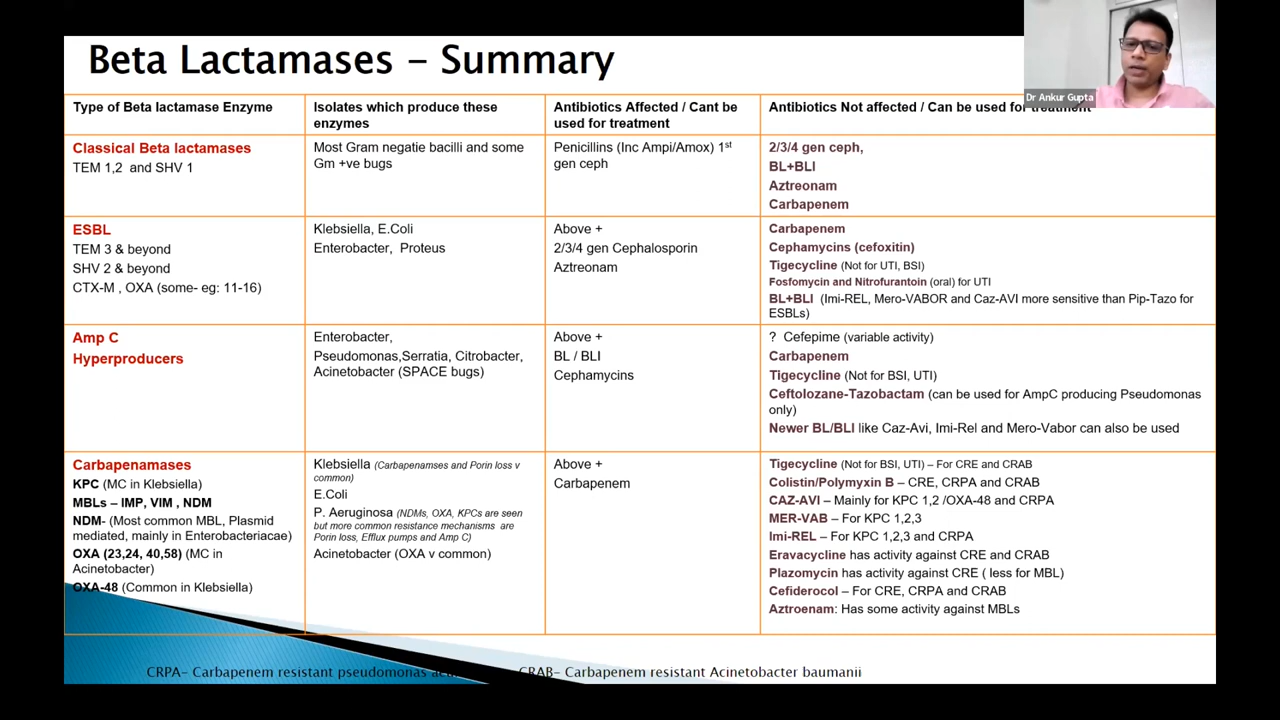 Beta Lactamases – Summary
Dr Ankur Gupta
Type of Beta lactamase Enzyme
Isolates which produce these
enzymes
Antibiotics Affected / Cant be
used for treatment
Antibiotics Not affected / Can be used for treatment
Classical Beta lactamases
TEM 1,2 and SHV 1
Most Gram negatie bacilli and some
Gm +ve bugs
Penicillins (Inc Ampi/Amox) 1st
gen ceph
2/3/4 gen ceph,
BL+BLI
Aztreonam
Carbapenem
ESBL
TEM 3 & beyond
SHV 2 & beyond
CTX-M , OXA (some- eg: 11-16)
Klebsiella, E.Coli
Enterobacter, Proteus
Above +
2/3/4 gen Cephalosporin
Aztreonam
Carbapenem
Cephamycins (cefoxitin)
Tigecycline (Not for UTI, BSI)
Fosfomycin and Nitrofurantoin (oral) for UTI
BL+BLI (Imi-REL, Mero-VABOR and Caz-AVI more sensitive than Pip-Tazo for
ESBLs)
Amp C
Hyperproducers
Enterobacter,
Pseudomonas,Serratia, Citrobacter,
Acinetobacter (SPACE bugs)
Above +
BL / BLI
Cephamycins
? Cefepime (variable activity)
Carbapenem
Tigecycline (Not for BSI, UTI)
Ceftolozane-Tazobactam (can be used for AmpC producing Pseudomonas
only)
Newer BL/BLI like Caz-Avi, Imi-Rel and Mero-Vabor can also be used
Carbapenamases
KPC (MC in Klebsiella)
MBLs – IMP, VIM , NDM
NDM- (Most common MBL, Plasmid
mediated, mainly in Enterobacteriacae)
OXA (23,24, 40,58) (MC in
Acinetobacter)
OXA-48 (Common in Klebsiella)
Klebsiella (Carbapenamses and Porin loss v
common)
E.Coli
P. Aeruginosa (NDMs, OXA, KPCs are seen
but more common resistance mechanisms are
Porin loss, Efflux pumps and Amp C)
Acinetobacter (OXA v common)
Above +
Carbapenem
Tigecycline (Not for BSI, UTI) – For CRE and CRAB
Colistin/Polymyxin B – CRE, CRPA and CRAB
CAZ-AVI – Mainly for KPC 1,2 /OXA-48 and CRPA
MER-VAB – For KPC 1,2,3
Imi-REL – For KPC 1,2,3 and CRPA
Eravacycline has activity against CRE and CRAB
Plazomycin has activity against CRE ( less for MBL)
Cefiderocol – For CRE, CRPA and CRAB
Aztroenam: Has some activity against MBLs
CRPA- Carbapenem resistant pseudomonas CRAB- Carbapenem resistant Acinetobacter baumanii